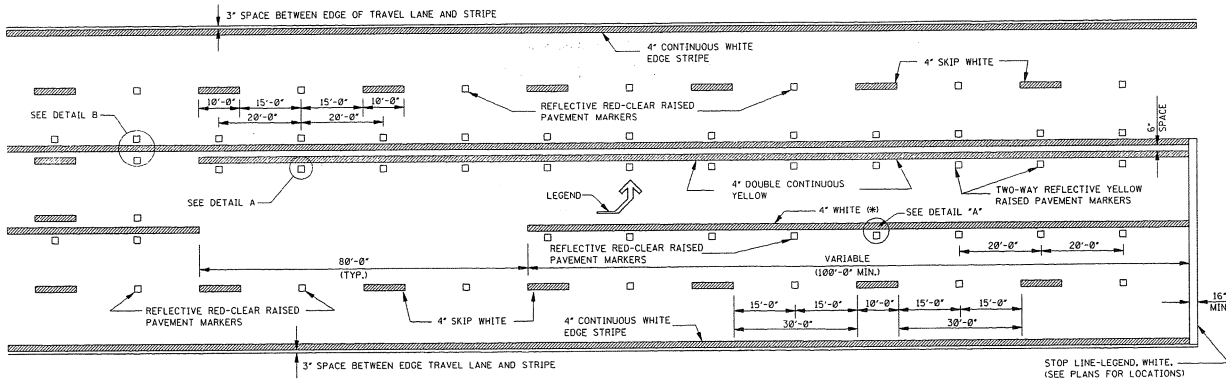 3" SPACE BETWEEN EDGE OF TRAVEL LANE AND STRIPE
4" CONTINUOUS WHITE
EDGE STRIPE
4" SKIP WHITE
10'-0"
15'-0"
15'-0"
10'-0"
20'-0"
20'-0"
REFLECTIVE RED-CLEAR RAISED
PAVEMENT MARKERS
SEE DETAIL B
6"
SPACE
SEE DETAIL A
LEGEND
4" DOUBLE CONTINUOUS
YELLOW
TWO-WAY REFLECTIVE YELLOW
RAISED PAVEMENT MARKERS
4" WHITE (*)
SEE DETAIL "A"
REFLECTIVE RED-CLEAR RAISED
PAVEMENT MARKERS
20'-0"
20'-0"
80'-0"
(TYP.)
VARIABLE
(100'-0" MIN.)
REFLECTIVE RED-CLEAR RAISED
PAVEMENT MARKERS
4" SKIP WHITE
15'-0"
15'-0"
10'-0"
15'-0"
15'-0"
30'-0"
30'-0"
16"
MIN
4" CONTINUOUS WHITE
EDGE STRIPE
3" SPACE BETWEEN EDGE TRAVEL LANE AND STRIPE
STOP LINE-LEGEND, WHITE.
(SEE PLANS FOR LOCATIONS)